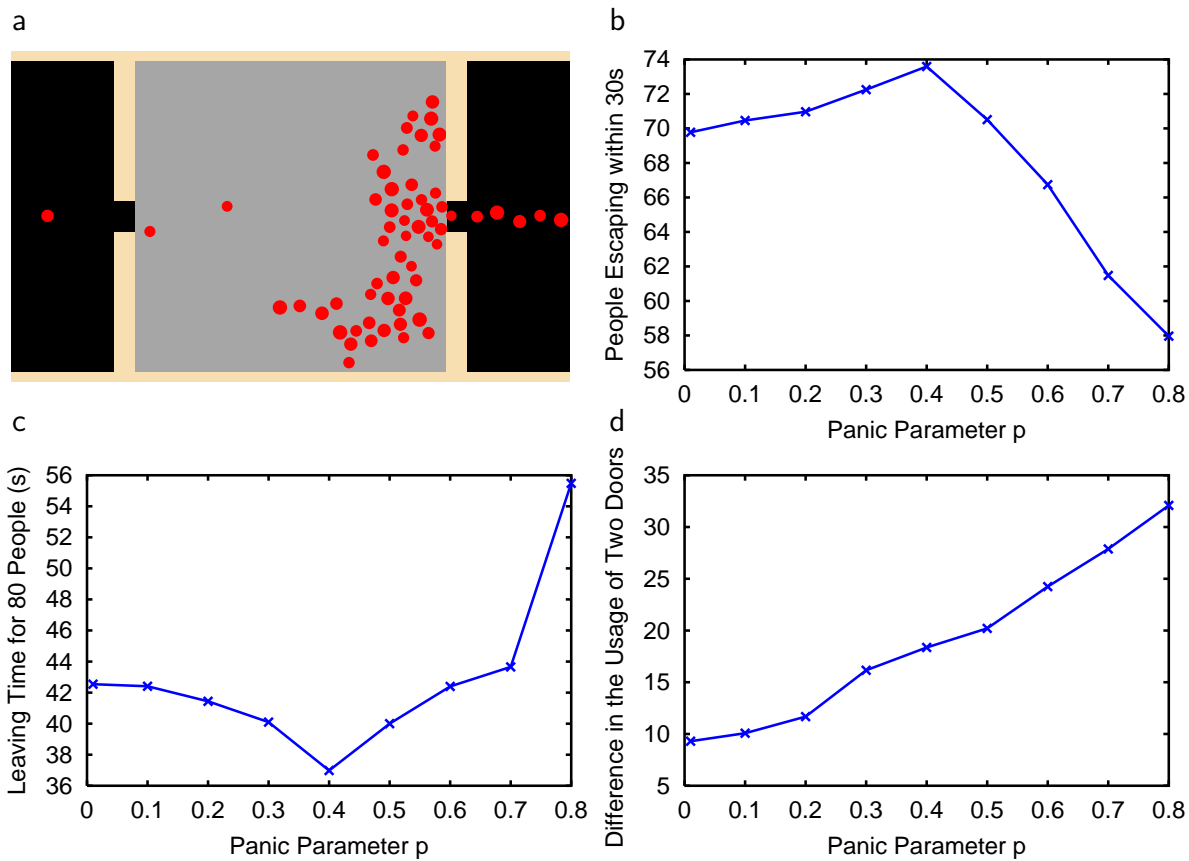 a
b
People Escaping within 30s
74
72
70
68
66
64
62
60
58
56
0 0.1 0.2 0.3 0.4 0.5 0.6 0.7 0.8
Panic Parameter p
c
Leaving Time for 80 People (s)
56
54
52
50
48
46
44
42
40
38
36
0 0.1 0.2 0.3 0.4 0.5 0.6 0.7 0.8
Panic Parameter p
d
Difference in the Usage of Two Doors
35
30
25
20
15
10
5
0 0.1 0.2 0.3 0.4 0.5 0.6 0.7 0.8
Panic Parameter p